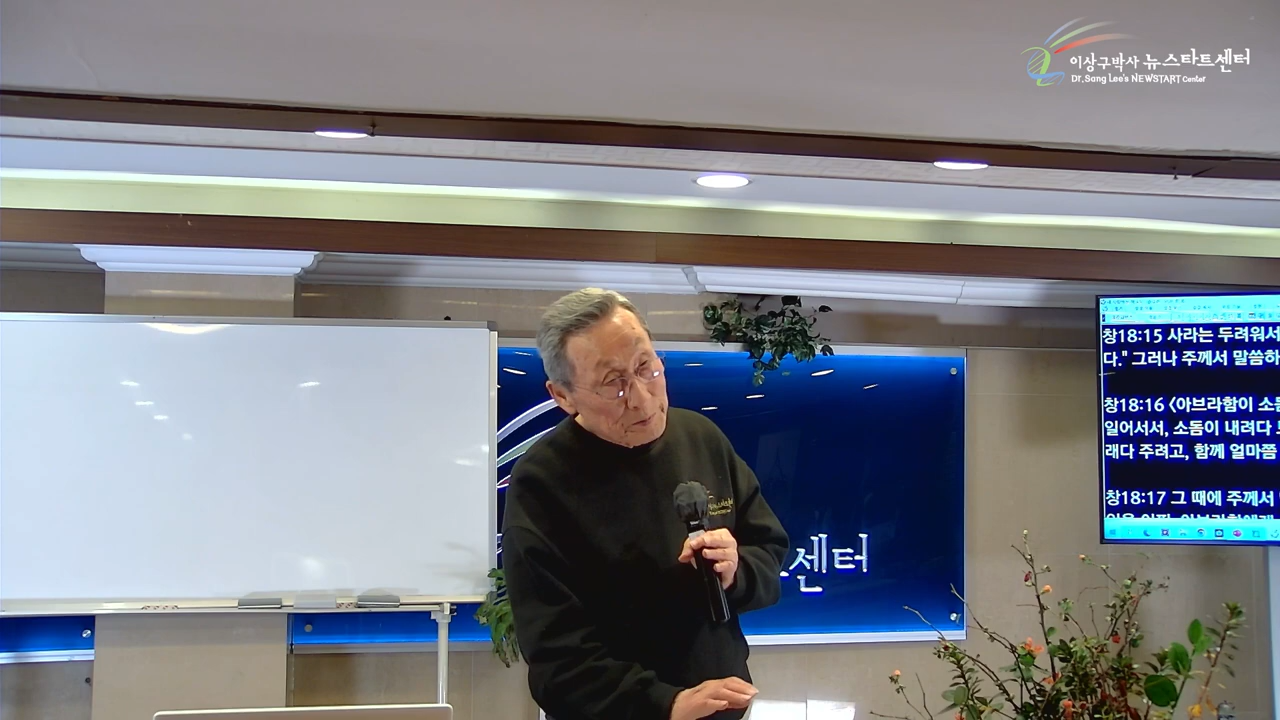 이상구박사 뉴스타트센터
Dr. Sang Lee's NEWSTART Center
창18:15 사라는 두려워서
다." 그러나 주께서 말씀하
창18:16 <아브라함이 소돔
일어서서, 소돔이 내려다
래다 주려고, 함께 얼마쯤
창18:17 그 때에 주께서
센터